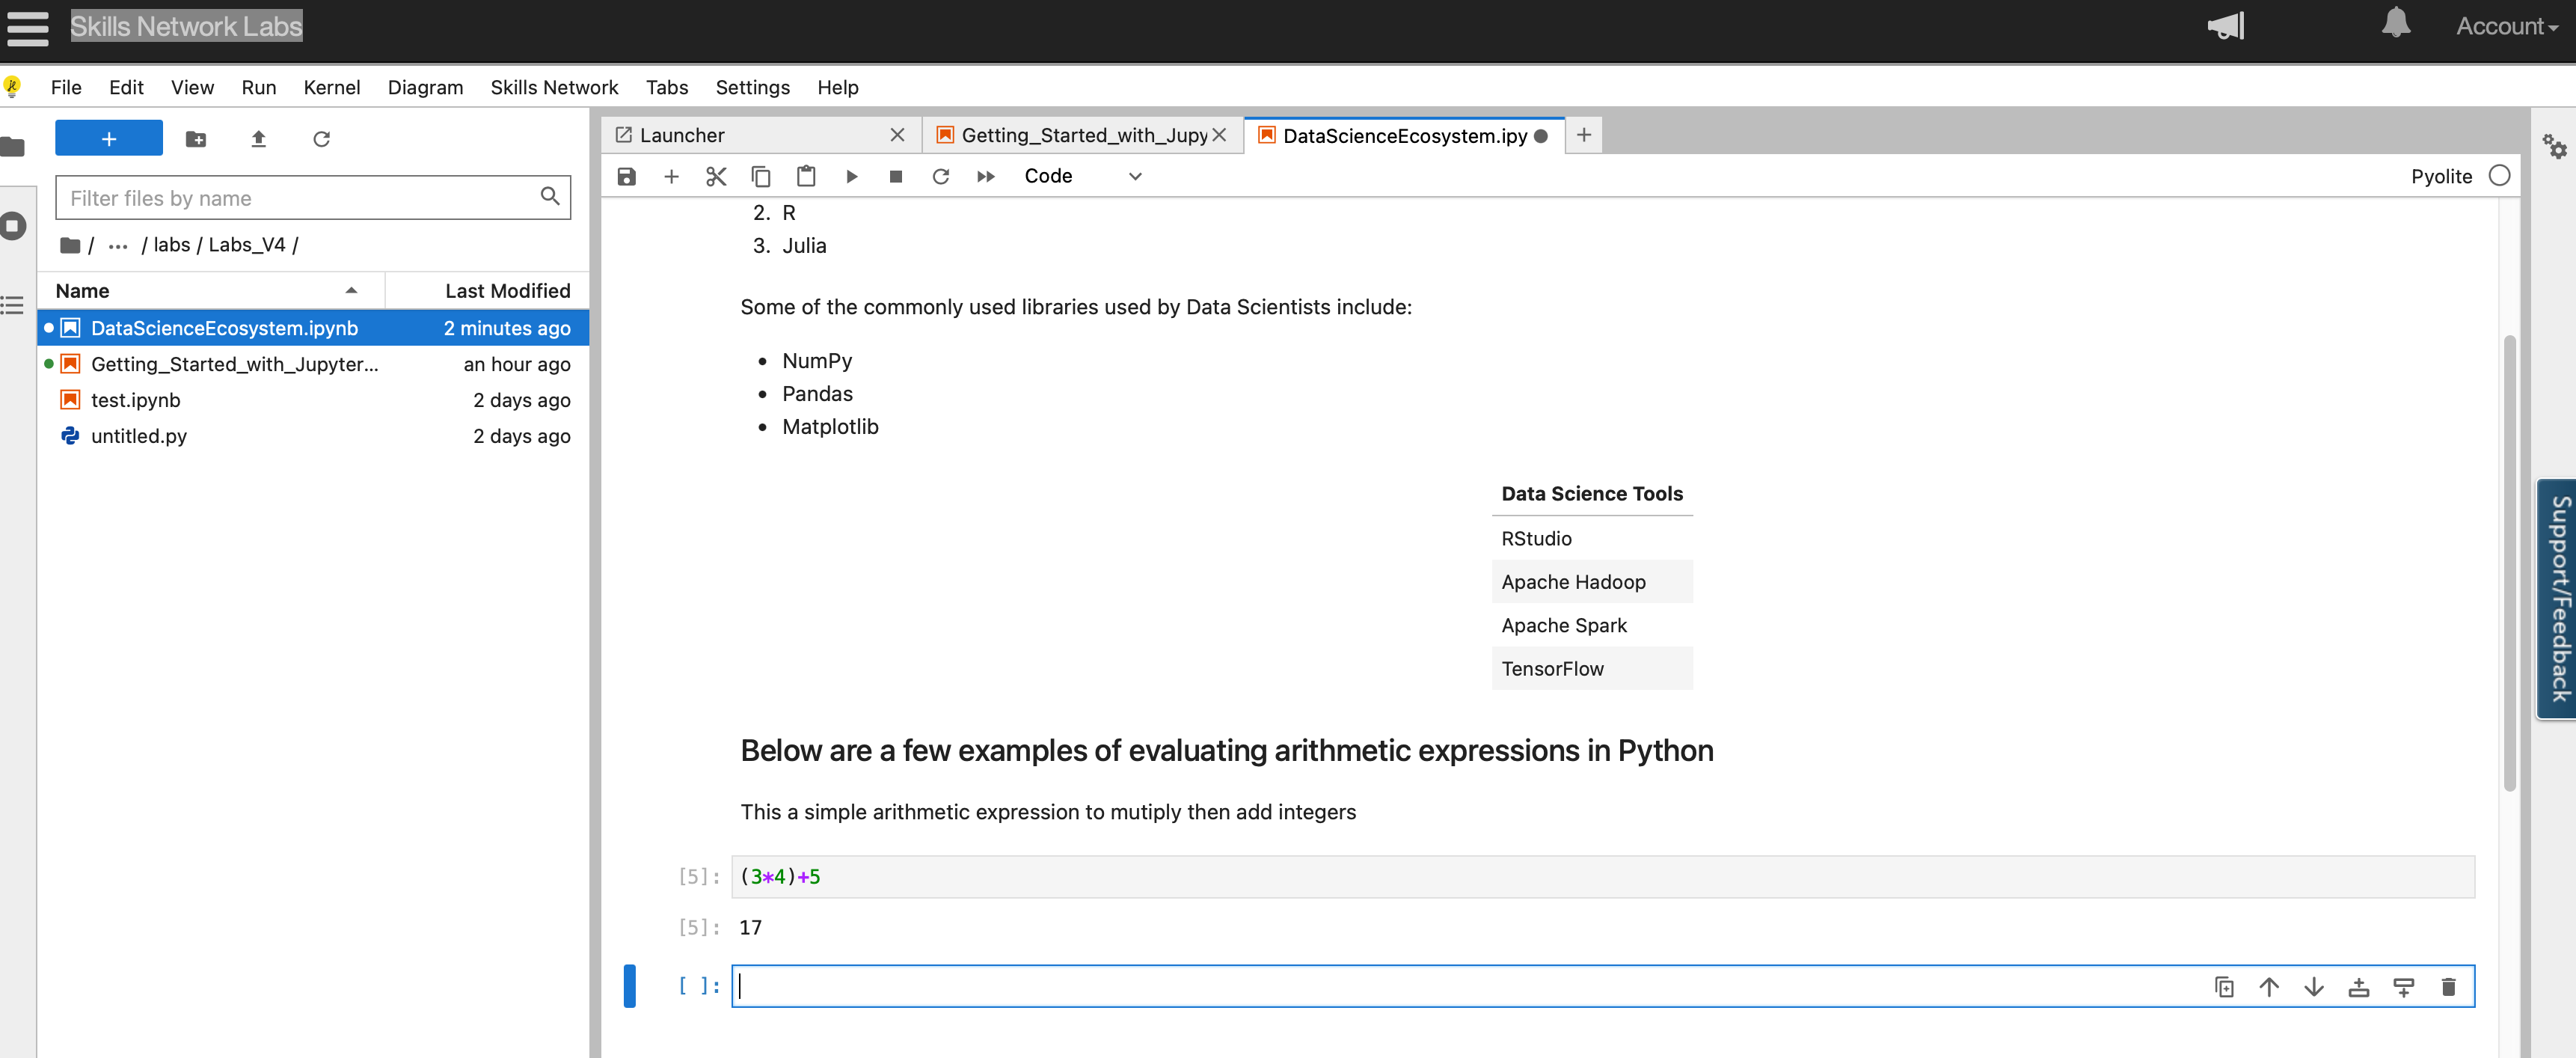 Skills Network Labs
Account
File Edit View Run Kernel Diagram Skills Network Tabs Settings Help
+
Filter files by name
/ ... / labs / Labs_V4 /
Name Last Modified
DataScienceEcosystem.ipynb 2 minutes ago
Getting_Started_with_Jupyter... an hour ago
test.ipynb 2 days ago
untitled.py 2 days ago
Launcher
Getting_Started_with_Jupy
DataScienceEcosystem.ipy
Code
Pyolite
2. R
3. Julia
Some of the commonly used libraries used by Data Scientists include:
• NumPy
• Pandas
• Matplotlib
Data Science Tools
RStudio
Apache Hadoop
Apache Spark
TensorFlow
Below are a few examples of evaluating arithmetic expressions in Python
This a simple arithmetic expression to mutiply then add integers
[5]: (3*4)+5
[5]: 17
[ ]:
Support/Feedback